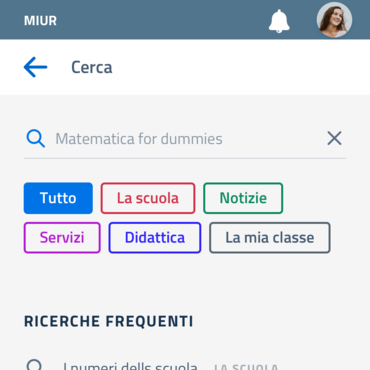 MIUR
Cerca
Matematica for dummies
Tutto
La scuola
Notizie
Servizi
Didattica
La mia classe
RICERCHE FREQUENTI
I numeri dells scuola LA SCUOLA